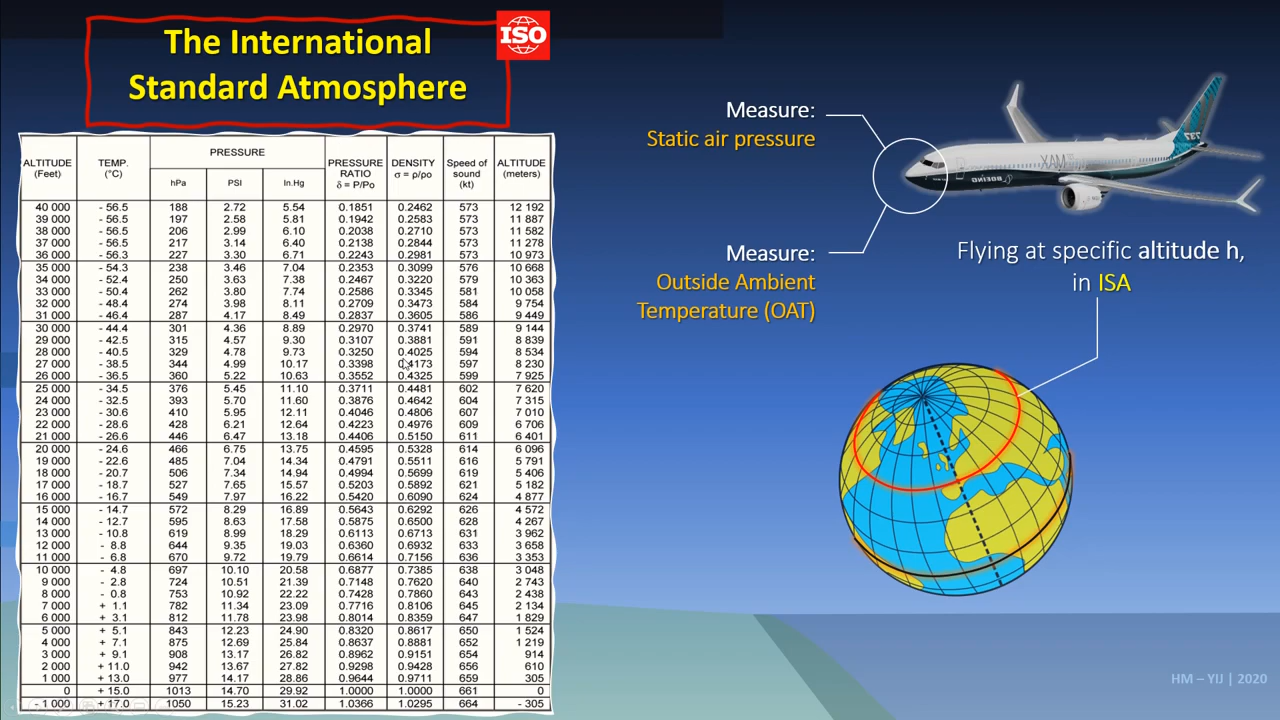 The International
Standard Atmosphere
ISO
ALTITUDE (Feet) TEMP. (°C) PRESSURE PRESSURE RATIO δ = P/Po DENSITY σ = ρ/ρo Speed of sound (kt) ALTITUDE (meters)
hPa PSI In.Hg
40 000 - 56.5 188 2.72 5.54 0.1851 0.2462 573 12 192
39 000 - 56.5 197 2.58 5.81 0.1942 0.2583 573 11 887
38 000 - 56.5 206 2.99 6.10 0.2038 0.2710 573 11 582
37 000 - 56.5 217 3.14 6.40 0.2138 0.2844 573 11 278
36 000 - 56.3 227 3.30 6.71 0.2243 0.2981 573 10 973
35 000 - 54.3 238 3.46 7.04 0.2353 0.3099 576 10 668
34 000 - 52.4 250 3.63 7.38 0.2467 0.3220 579 10 363
33 000 - 50.4 262 3.80 7.74 0.2586 0.3345 581 10 058
32 000 - 48.4 274 3.98 8.11 0.2709 0.3473 584 9 754
31 000 - 46.4 287 4.17 8.49 0.2837 0.3605 586 9 449
30 000 - 44.4 301 4.36 8.89 0.2970 0.3741 589 9 144
29 000 - 42.5 315 4.57 9.30 0.3107 0.3881 591 8 839
28 000 - 40.5 329 4.78 9.73 0.3250 0.4025 594 8 534
27 000 - 38.5 344 4.99 10.17 0.3398 0.4173 597 8 230
26 000 - 36.5 360 5.22 10.63 0.3552 0.4325 599 7 925
25 000 - 34.5 376 5.45 11.10 0.3711 0.4481 602 7 620
24 000 - 32.5 393 5.70 11.60 0.3876 0.4642 604 7 315
23 000 - 30.6 410 5.95 12.11 0.4046 0.4806 607 7 010
22 000 - 28.6 428 6.21 12.64 0.4223 0.4976 609 6 706
21 000 - 26.6 446 6.47 13.18 0.4406 0.5150 611 6 401
20 000 - 24.6 466 6.75 13.75 0.4595 0.5328 614 6 096
19 000 - 22.6 485 7.04 14.34 0.4791 0.5511 616 5 791
18 000 - 20.7 506 7.34 14.94 0.4994 0.5699 619 5 406
17 000 - 18.7 527 7.65 15.57 0.5203 0.5892 621 5 182
16 000 - 16.7 549 7.97 16.22 0.5420 0.6090 624 4 877
15 000 - 14.7 572 8.29 16.89 0.5643 0.6292 626 4 572
14 000 - 12.7 595 8.63 17.58 0.5875 0.6500 628 4 267
13 000 - 10.8 619 8.99 18.29 0.6113 0.6713 631 3 962
12 000 - 8.8 644 9.35 19.03 0.6360 0.6932 633 3 658
11 000 - 6.8 670 9.72 19.79 0.6614 0.7156 636 3 353
10 000 - 4.8 697 10.10 20.58 0.6877 0.7385 638 3 048
9 000 - 2.8 724 10.51 21.39 0.7148 0.7620 640 2 743
8 000 - 0.8 753 10.92 22.22 0.7428 0.7860 643 2 438
7 000 + 1.1 782 11.34 23.09 0.7716 0.8106 645 2 134
6 000 + 3.1 812 11.78 23.98 0.8014 0.8359 647 1 829
5 000 + 5.1 843 12.23 24.90 0.8320 0.8617 650 1 524
4 000 + 7.1 875 12.69 25.84 0.8637 0.8881 652 1 219
3 000 + 9.1 908 13.17 26.82 0.8962 0.9151 654 914
2 000 + 11.0 942 13.67 27.82 0.9298 0.9428 656 610
1 000 + 13.0 977 14.17 28.86 0.9644 0.9711 659 305
0 + 15.0 1013 14.70 29.92 1.0000 1.0000 661 0
- 1 000 + 17.0 1050 15.23 31.02 1.0366 1.0295 664 - 305
Measure:
Static air pressure
Measure:
Outside Ambient
Temperature (OAT)
737
MAX
BOEING
Flying at specific altitude h,
in ISA
HM – YIJ | 2020